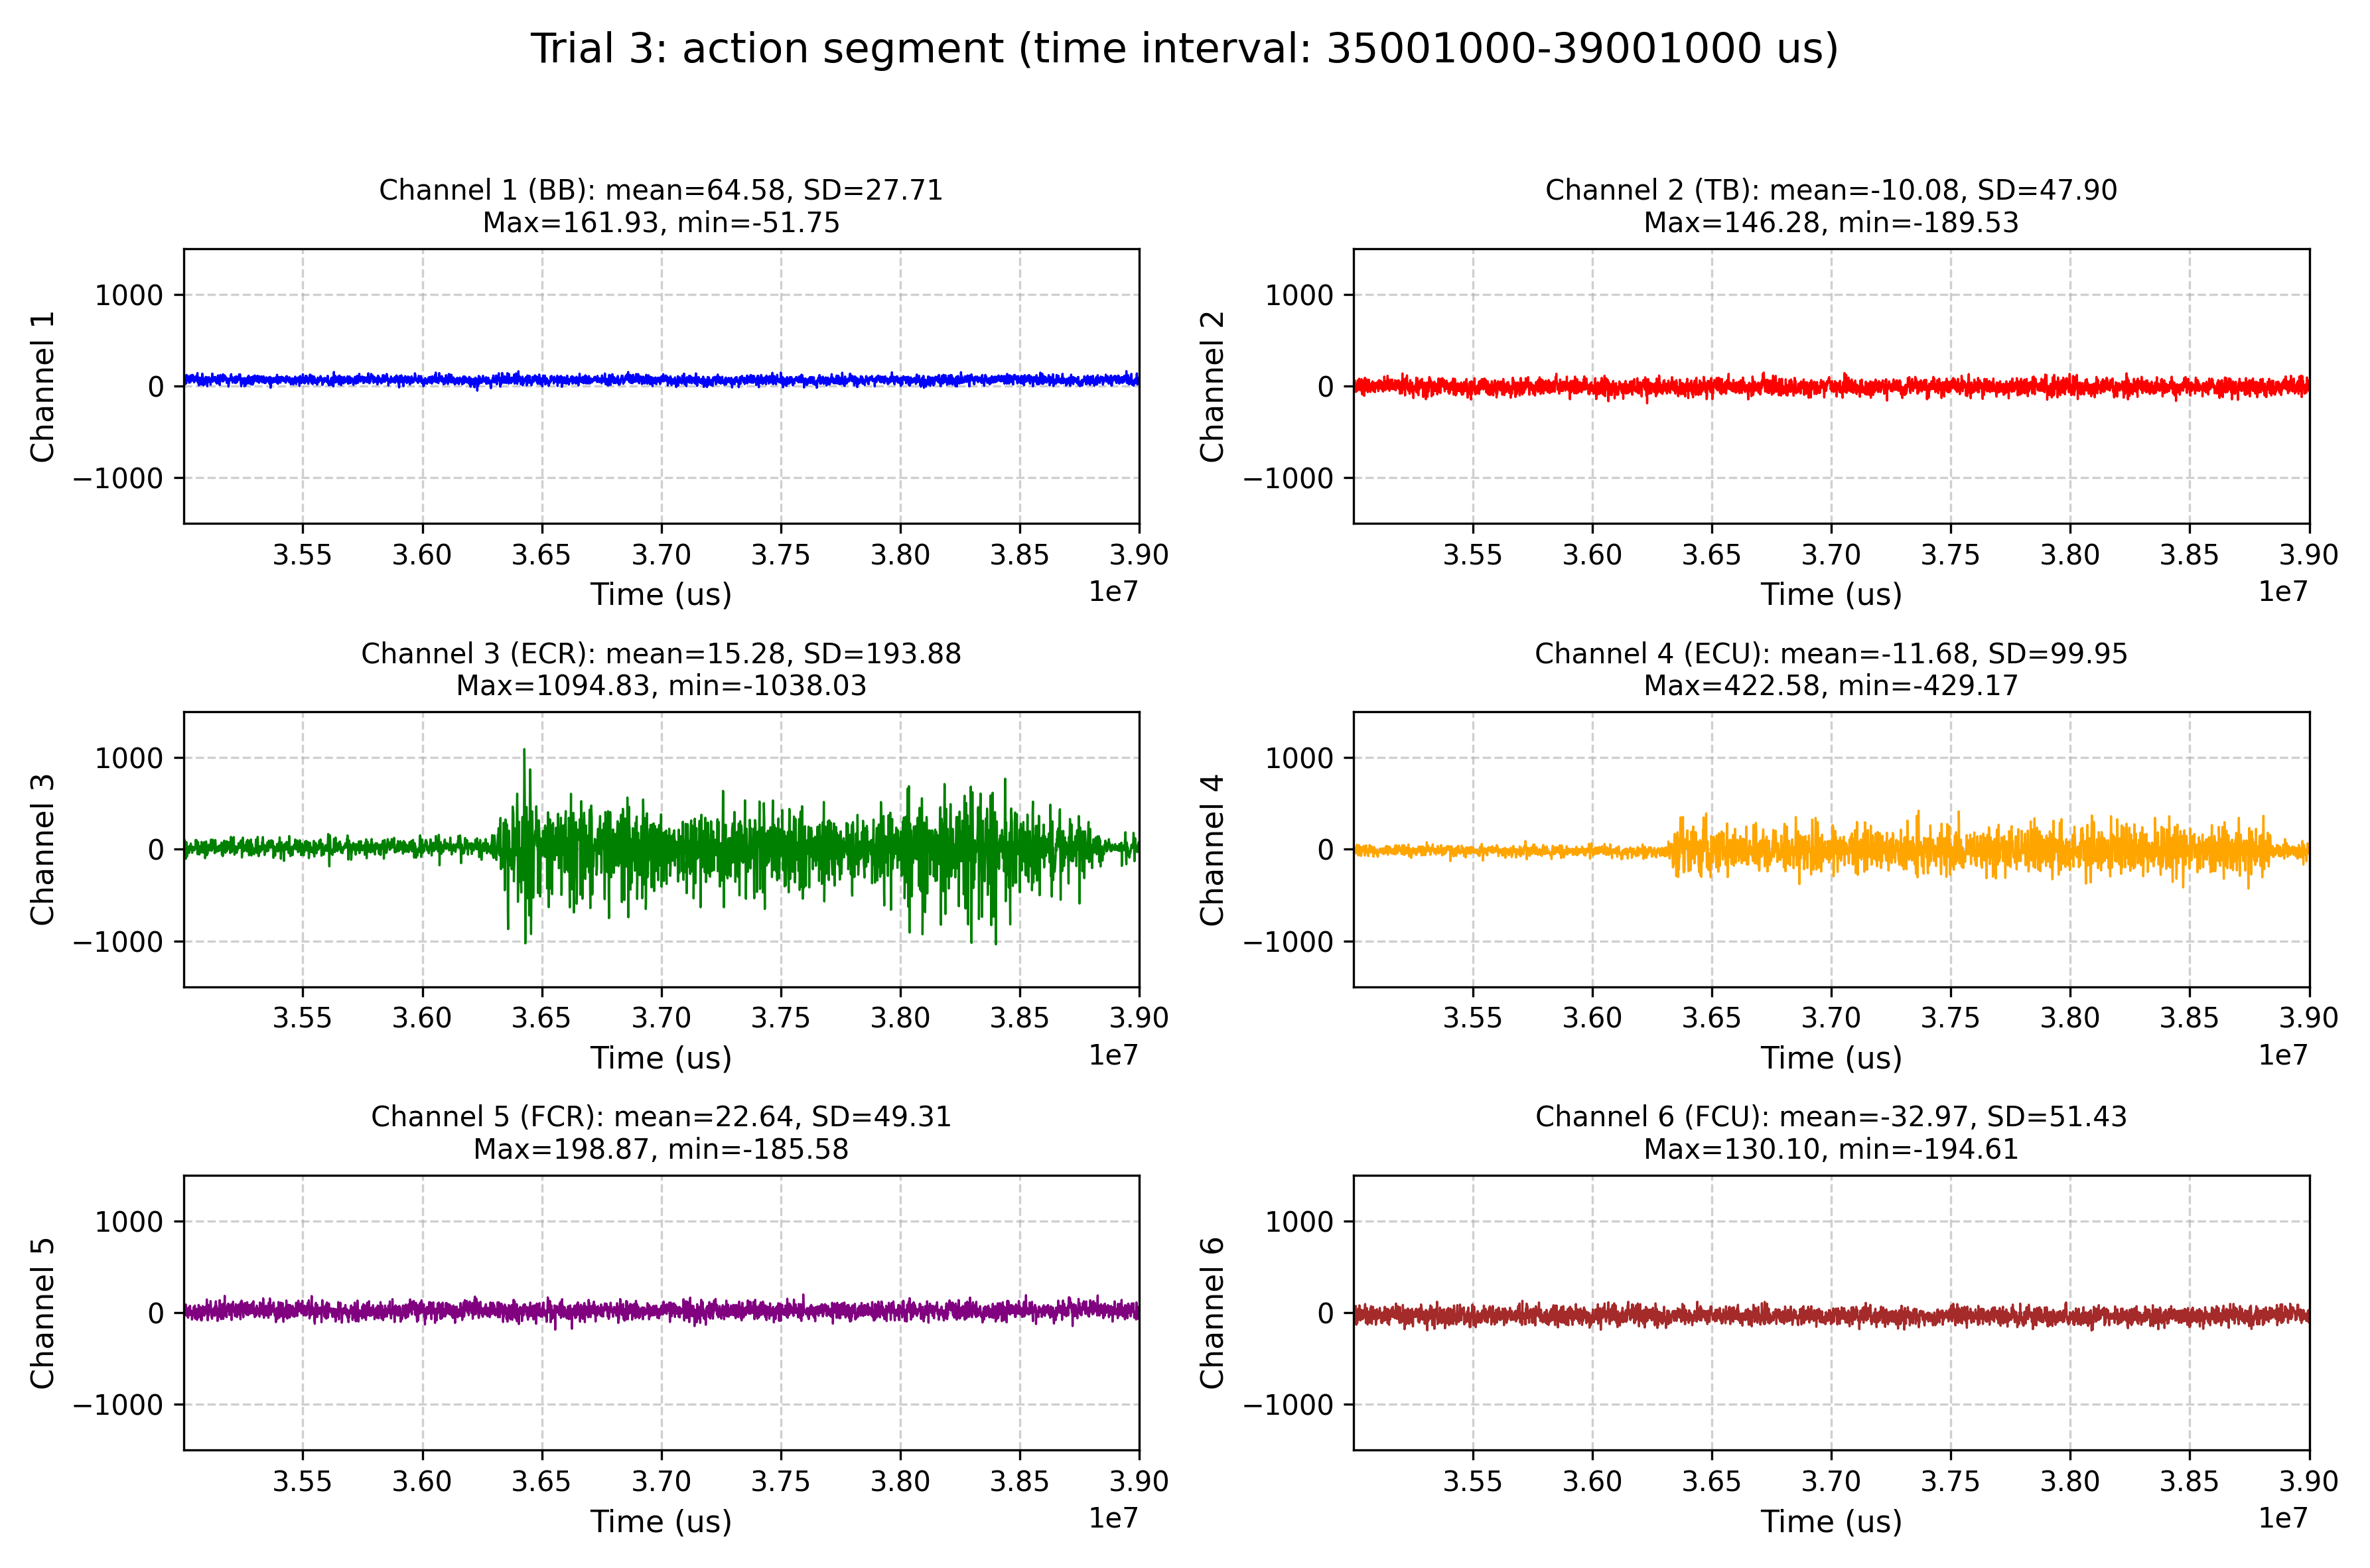 Trial 3: action segment (time interval: 35001000-39001000 us)
Channel 1 (BB): mean=64.58, SD=27.71
Max=161.93, min=-51.75
Channel 1
1000
0
−1000
3.55 3.60 3.65 3.70 3.75 3.80 3.85 3.90
Time (us)
1e7
Channel 2 (TB): mean=-10.08, SD=47.90
Max=146.28, min=-189.53
Channel 2
1000
0
−1000
3.55 3.60 3.65 3.70 3.75 3.80 3.85 3.90
Time (us)
1e7
Channel 3 (ECR): mean=15.28, SD=193.88
Max=1094.83, min=-1038.03
Channel 3
1000
0
−1000
3.55 3.60 3.65 3.70 3.75 3.80 3.85 3.90
Time (us)
1e7
Channel 4 (ECU): mean=-11.68, SD=99.95
Max=422.58, min=-429.17
Channel 4
1000
0
−1000
3.55 3.60 3.65 3.70 3.75 3.80 3.85 3.90
Time (us)
1e7
Channel 5 (FCR): mean=22.64, SD=49.31
Max=198.87, min=-185.58
Channel 5
1000
0
−1000
3.55 3.60 3.65 3.70 3.75 3.80 3.85 3.90
Time (us)
1e7
Channel 6 (FCU): mean=-32.97, SD=51.43
Max=130.10, min=-194.61
Channel 6
1000
0
−1000
3.55 3.60 3.65 3.70 3.75 3.80 3.85 3.90
Time (us)
1e7